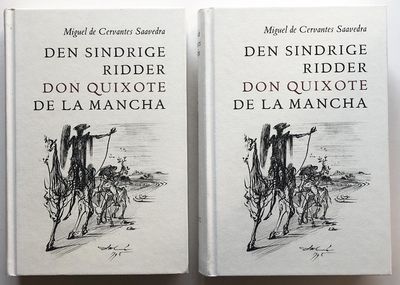 Miguel de Cervantes Saavedra
DEN SINDRIGE
RIDDER
DON QUIXOTE
DE LA MANCHA
Miguel de Cervantes Saavedra
DEN SINDRIGE
RIDDER
DON QUIXOTE
DE LA MANCHA